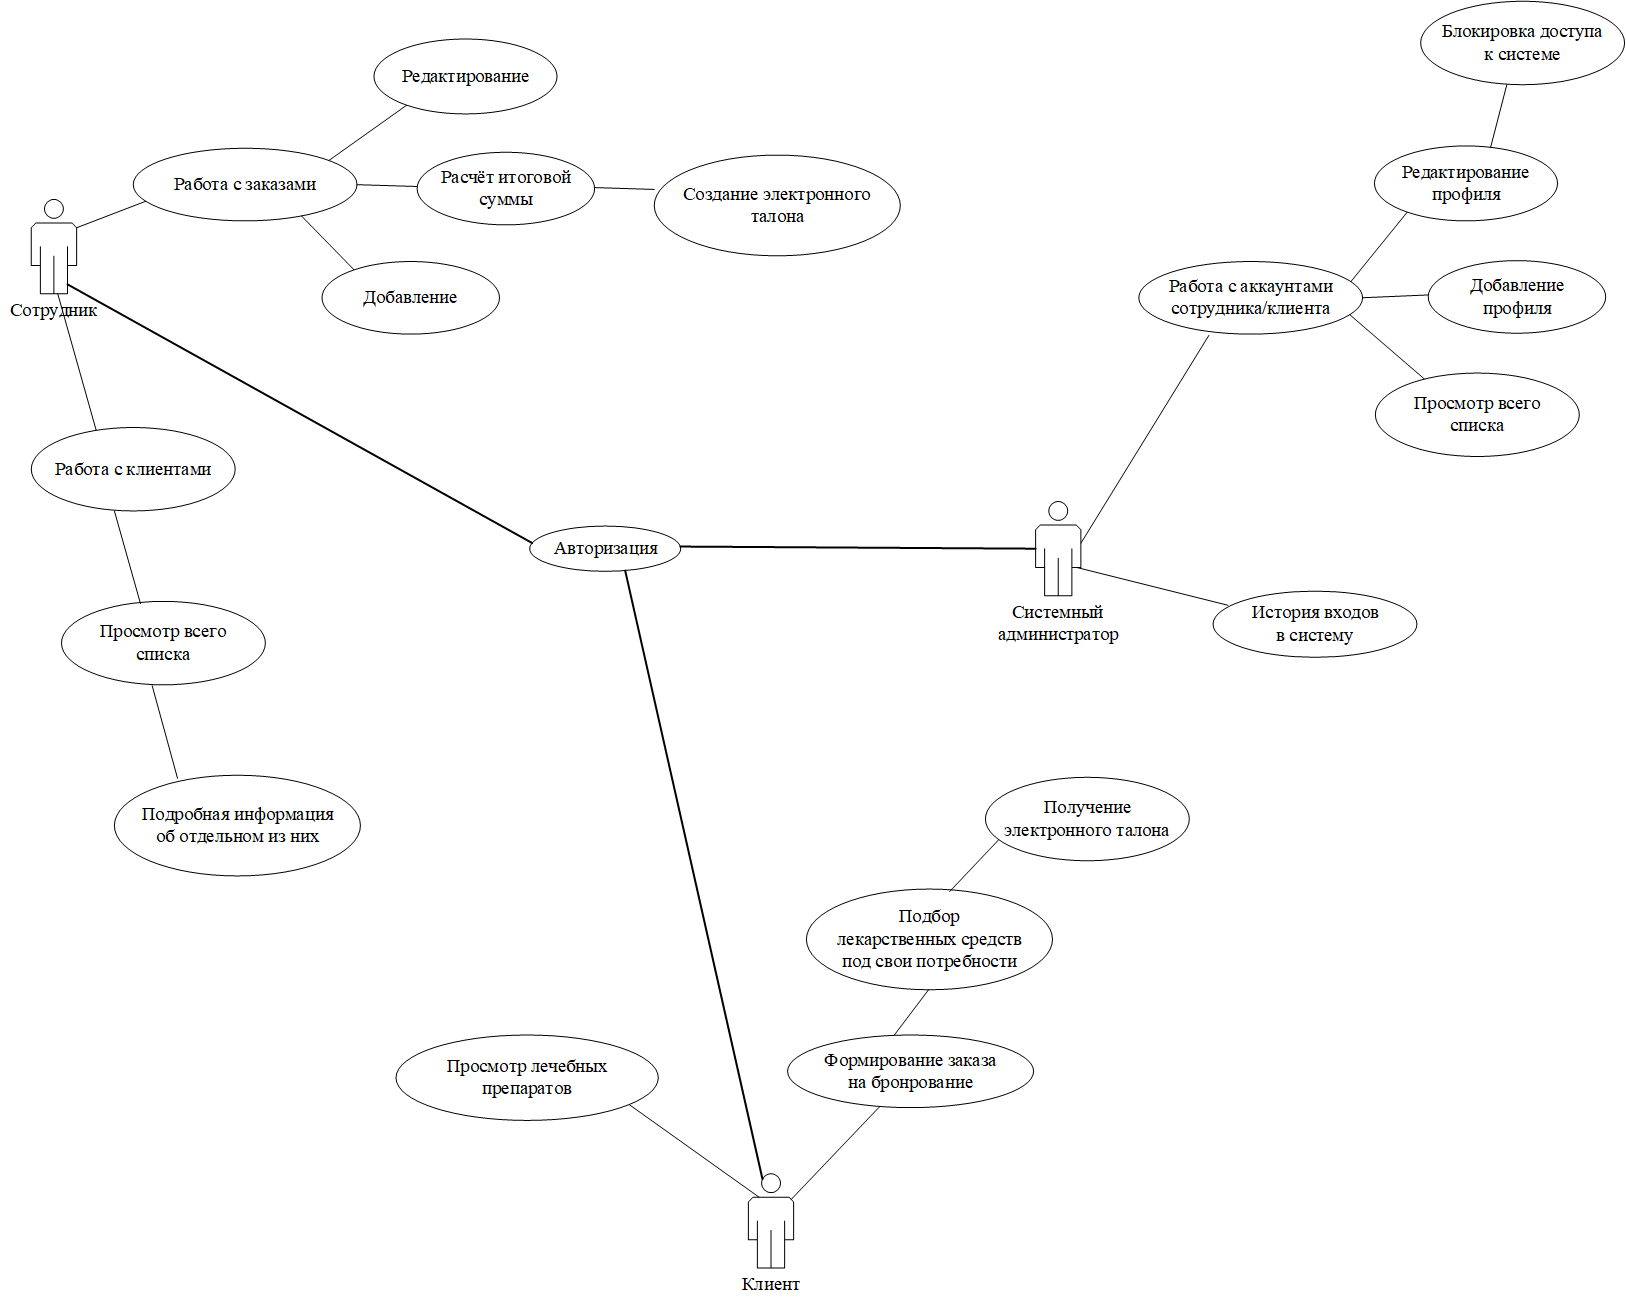 Блокировка доступа
к системе
Редактирование
Работа с заказами
Расчёт итоговой
суммы
Создание электронного
талона
Добавление
Сотрудник
Редактирование
профиля
Работа с аккаунтами
сотрудника/клиента
Добавление
профиля
Просмотр всего
списка
Работа с клиентами
Авторизация
Системный
администратор
История входов
в систему
Просмотр всего
списка
Подробная информация
об отдельном из них
Получение
электронного талона
Подбор
лекарственных средств
под свои потребности
Просмотр лечебных
препаратов
Формирование заказа
на бронрование
Клиент